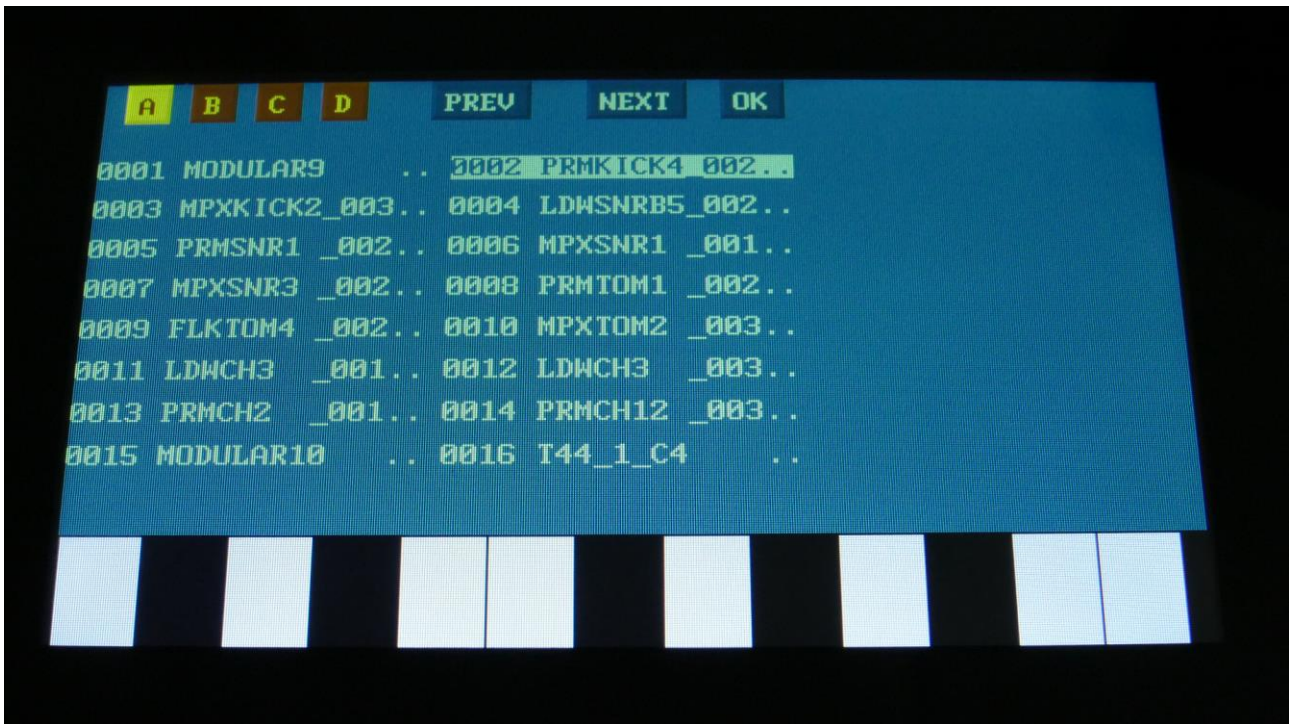 A B C D PREV NEXT OK
0001 MODULAR9 .. 0002 PRMKICK4_002..
0003 MPXKICK2_003.. 0004 LDWSNRB5_002..
0005 PRMSNR1 _002.. 0006 MPXSNR1 _001..
0007 MPXSNR3 _002.. 0008 PRMTOM1 _002..
0009 FLKTOM4 _002.. 0010 MPXTOM2 _003..
0011 LDWCH3 _001.. 0012 LDWCH3 _003..
0013 PRMCH2 _001.. 0014 PRMCH12 _003..
0015 MODULAR10 .. 0016 T44_1_C4 ..